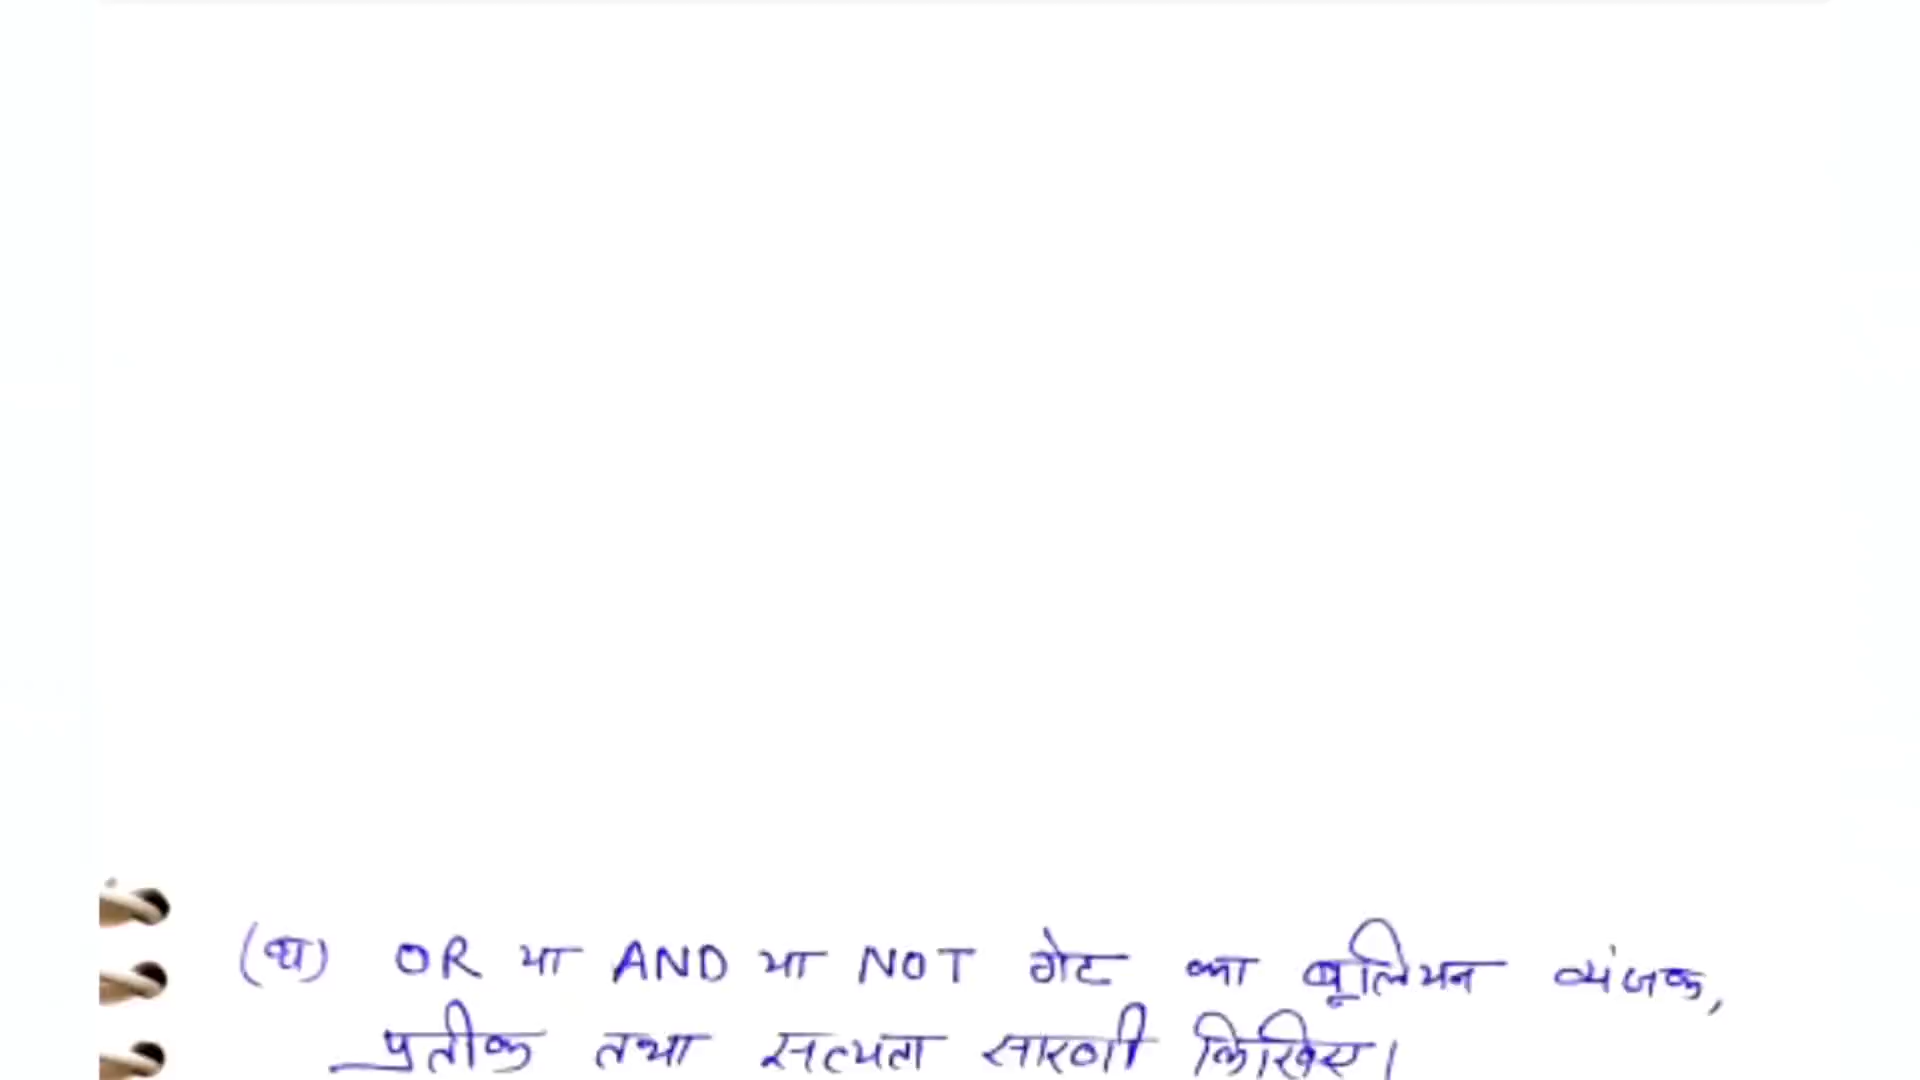 (घ) OR या AND या NOT गेट का बूलियन व्यंजक,
प्रतीक तथा सत्यता सारणी लिखिए।